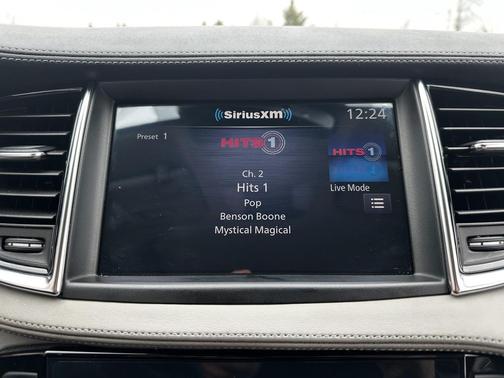 SiriusXM
12:24
Preset 1
HITS 1
HITS 1
Ch. 2
Hits 1
Live Mode
Pop
Benson Boone
Mystical Magical